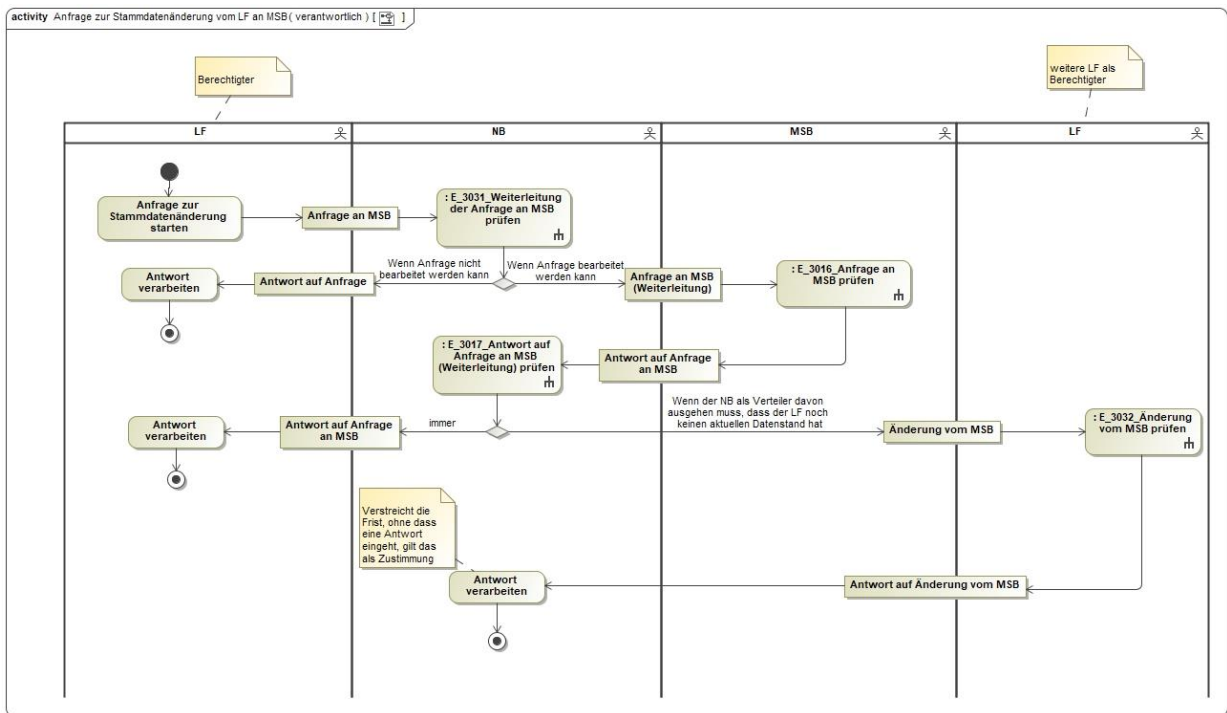 activity Anfrage zur Stammdatenänderung vom LF an MSB( verantwortlich ) [ ]
Berechtigter
weitere LF als
Berechtigter
LF
NB
MSB
LF
Anfrage zur
Stammdatenänderung
starten
Anfrage an MSB
: E_3031_Weiterleitung
der Anfrage an MSB
prüfen
Wenn Anfrage nicht
bearbeitet werden kann
Wenn Anfrage bearbeitet
werden kann
Antwort
verarbeiten
Antwort auf Anfrage
Anfrage an MSB
(Weiterleitung)
: E_3016_Anfrage an
MSB prüfen
: E_3017_Antwort auf
Anfrage an MSB
(Weiterleitung) prüfen
Antwort auf Anfrage
an MSB
Antwort
verarbeiten
Antwort auf Anfrage
an MSB
immer
Wenn der NB als Verteiler davon
ausgehen muss, dass der LF noch
keinen aktuellen Datenstand hat
Änderung vom MSB
: E_3032_Änderung
vom MSB prüfen
Verstreicht die
Frist, ohne dass
eine Antwort
eingeht, gilt das
als Zustimmung
Antwort
verarbeiten
Antwort auf Änderung vom MSB